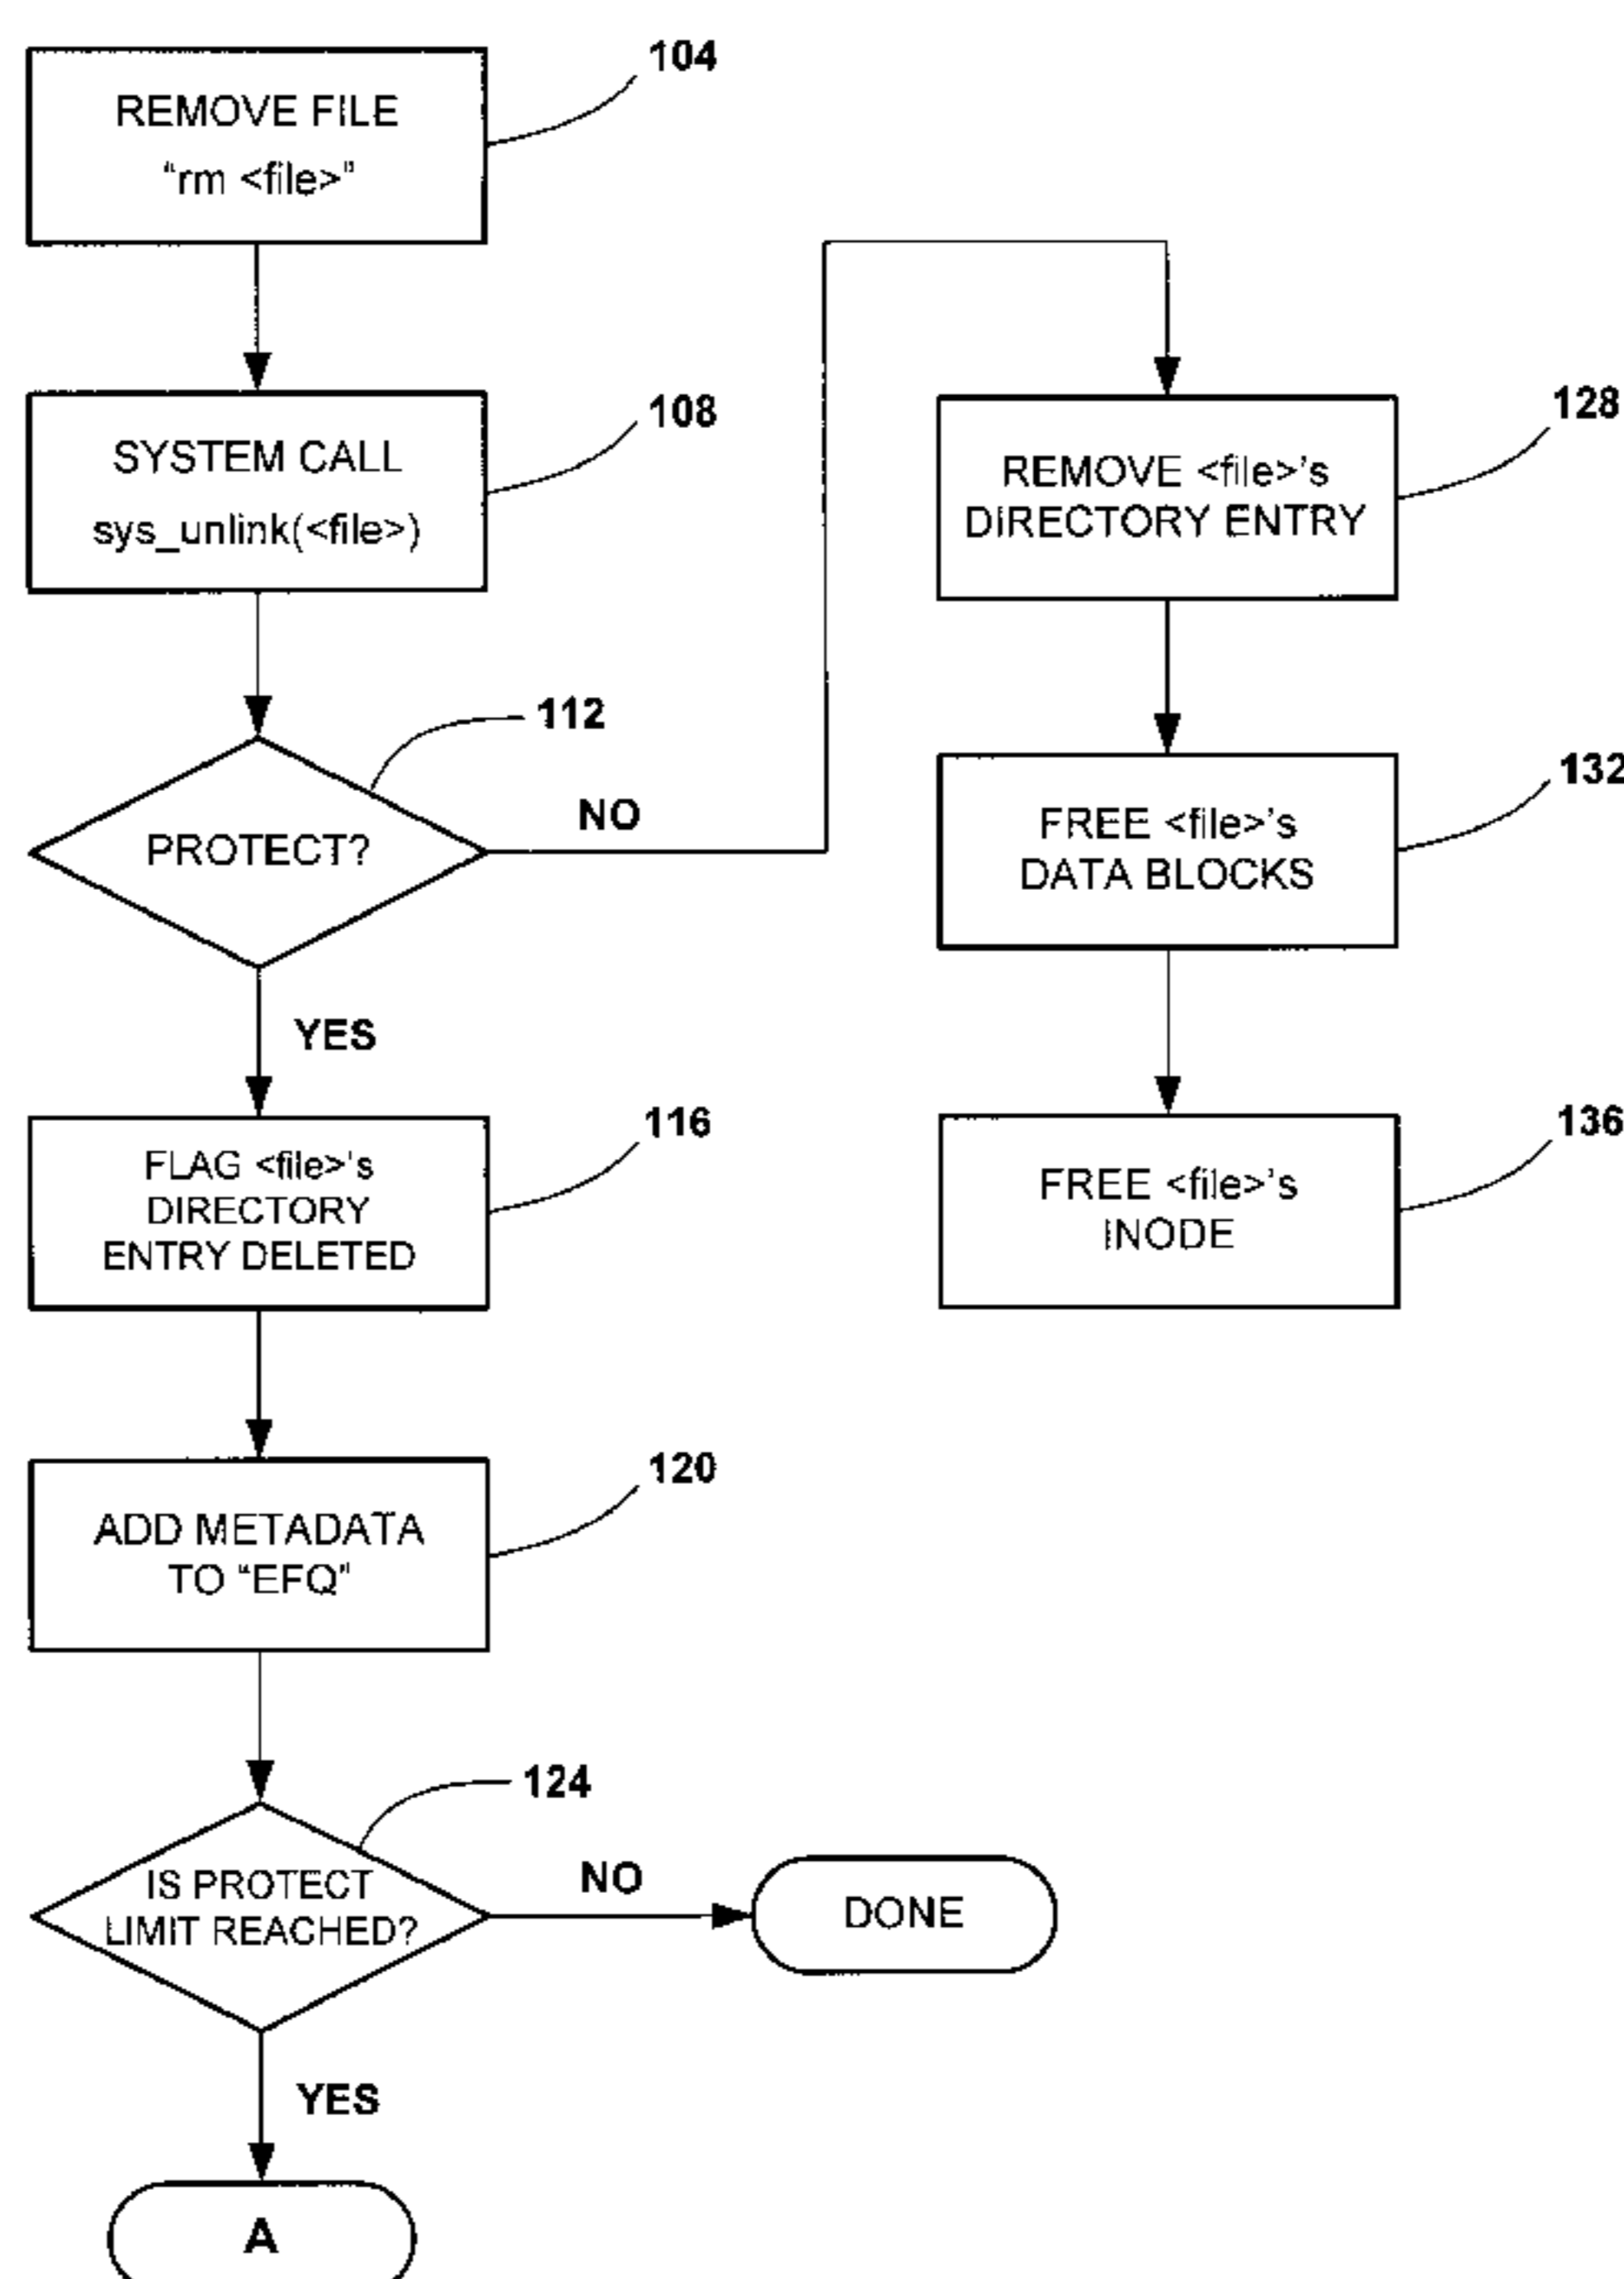 104
REMOVE FILE
“rm <file>”
108
SYSTEM CALL
sys_unlink(<file>)
112
PROTECT?
NO
YES
116
FLAG <file>'s
DIRECTORY
ENTRY DELETED
120
ADD METADATA
TO “EFQ”
124
IS PROTECT
LIMIT REACHED?
NO
DONE
YES
A
128
REMOVE <file>'s
DIRECTORY ENTRY
132
FREE <file>'s
DATA BLOCKS
136
FREE <file>'s
INODE